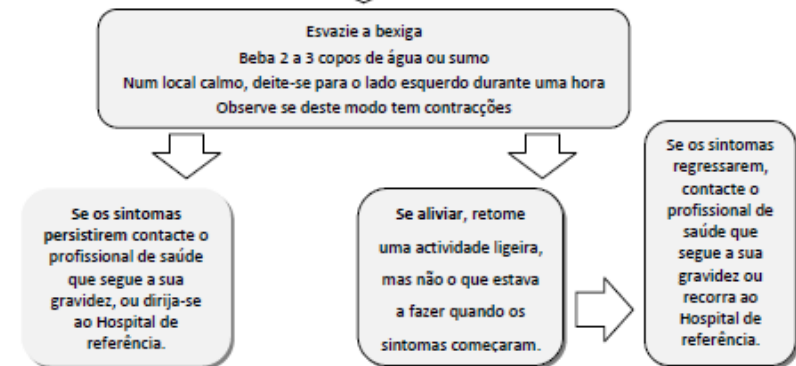 Esvazie a bexiga
Beba 2 a 3 copos de água ou sumo
Num local calmo, deite-se para o lado esquerdo durante uma hora
Observe se deste modo tem contracções
Se os sintomas
persistirem contacte o
profissional de saúde
que segue a sua
gravidez, ou dirija-se
ao Hospital de
referência.
Se aliviar, retome
uma actividade ligeira,
mas não o que estava
a fazer quando os
sintomas começaram.
Se os sintomas
regressarem,
contacte o
profissional de
saúde que
segue a sua
gravidez ou
recorra ao
Hospital de
referência.